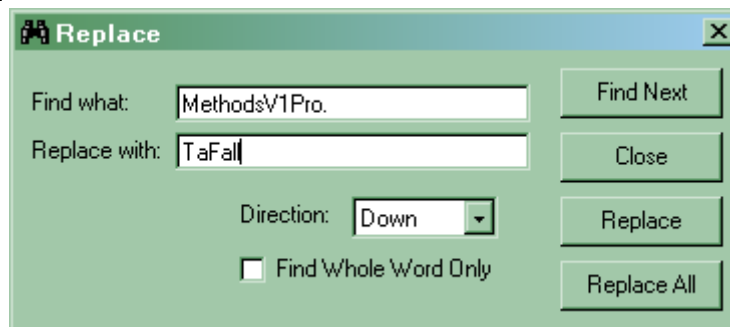 Replace
Find what: MethodsV1Pro. Find Next
Replace with: TaFall Close
Direction: Down Replace
Find Whole Word Only Replace All